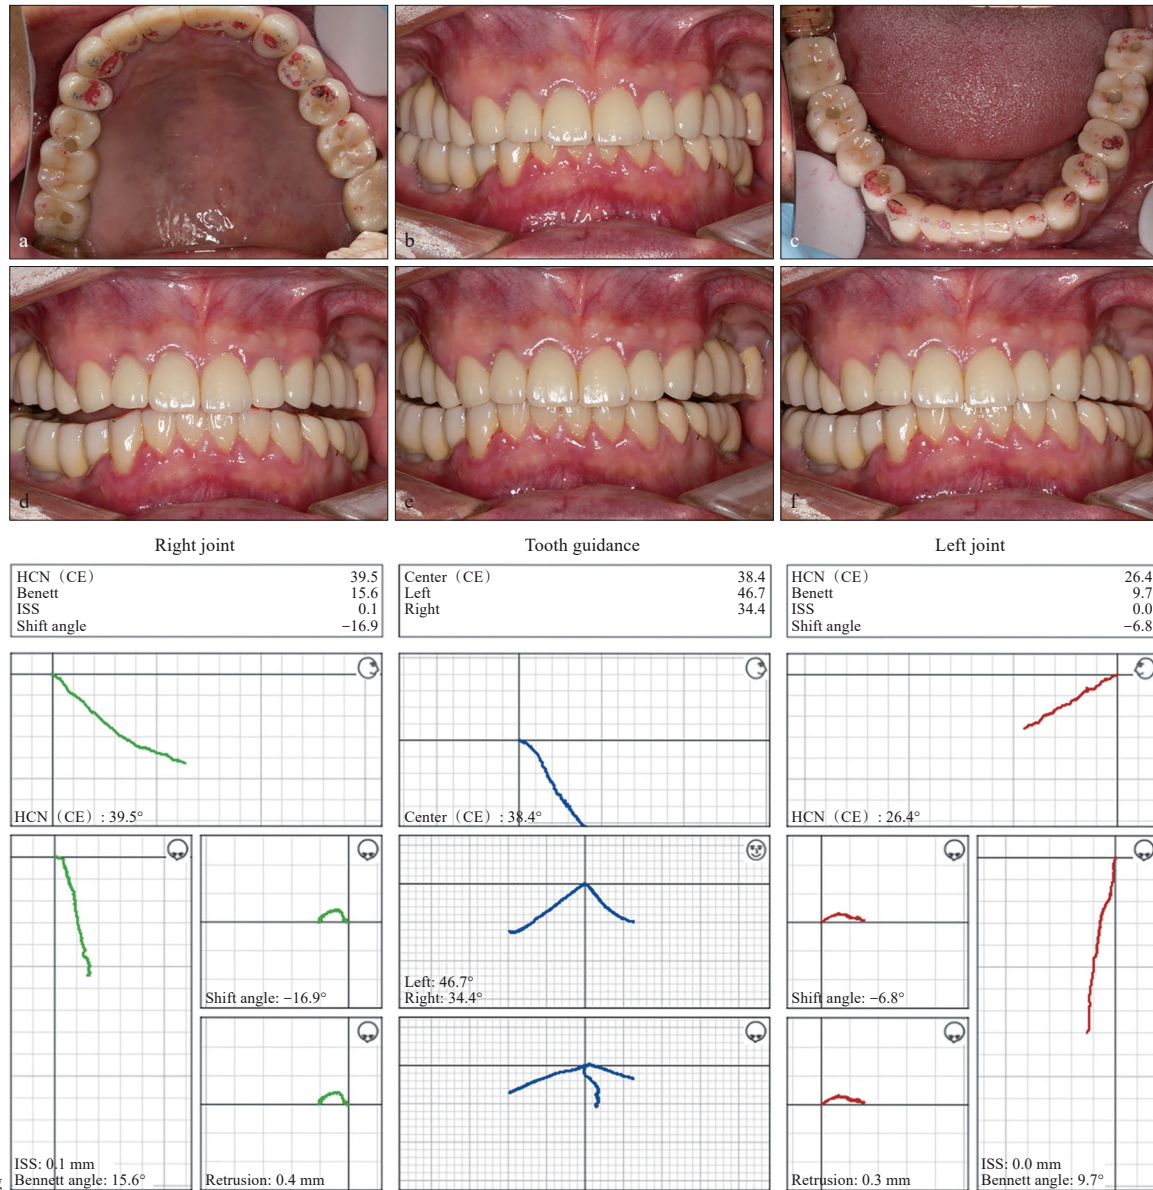 a
b
c
d
e
f
Right joint
Tooth guidance
Left joint
HCN（CE） 39.5
Benett 15.6
ISS 0.1
Shift angle −16.9
Center（CE） 38.4
Left 46.7
Right 34.4
HCN（CE） 26.4
Benett 9.7
ISS 0.0
Shift angle −6.8
HCN（CE）: 39.5°
Center（CE）: 38.4°
HCN（CE）: 26.4°
Shift angle: −16.9°
Left: 46.7°
Right: 34.4°
Shift angle: −6.8°
ISS: 0.1 mm
Bennett angle: 15.6°
Retrusion: 0.4 mm
Retrusion: 0.3 mm
ISS: 0.0 mm
Bennett angle: 9.7°